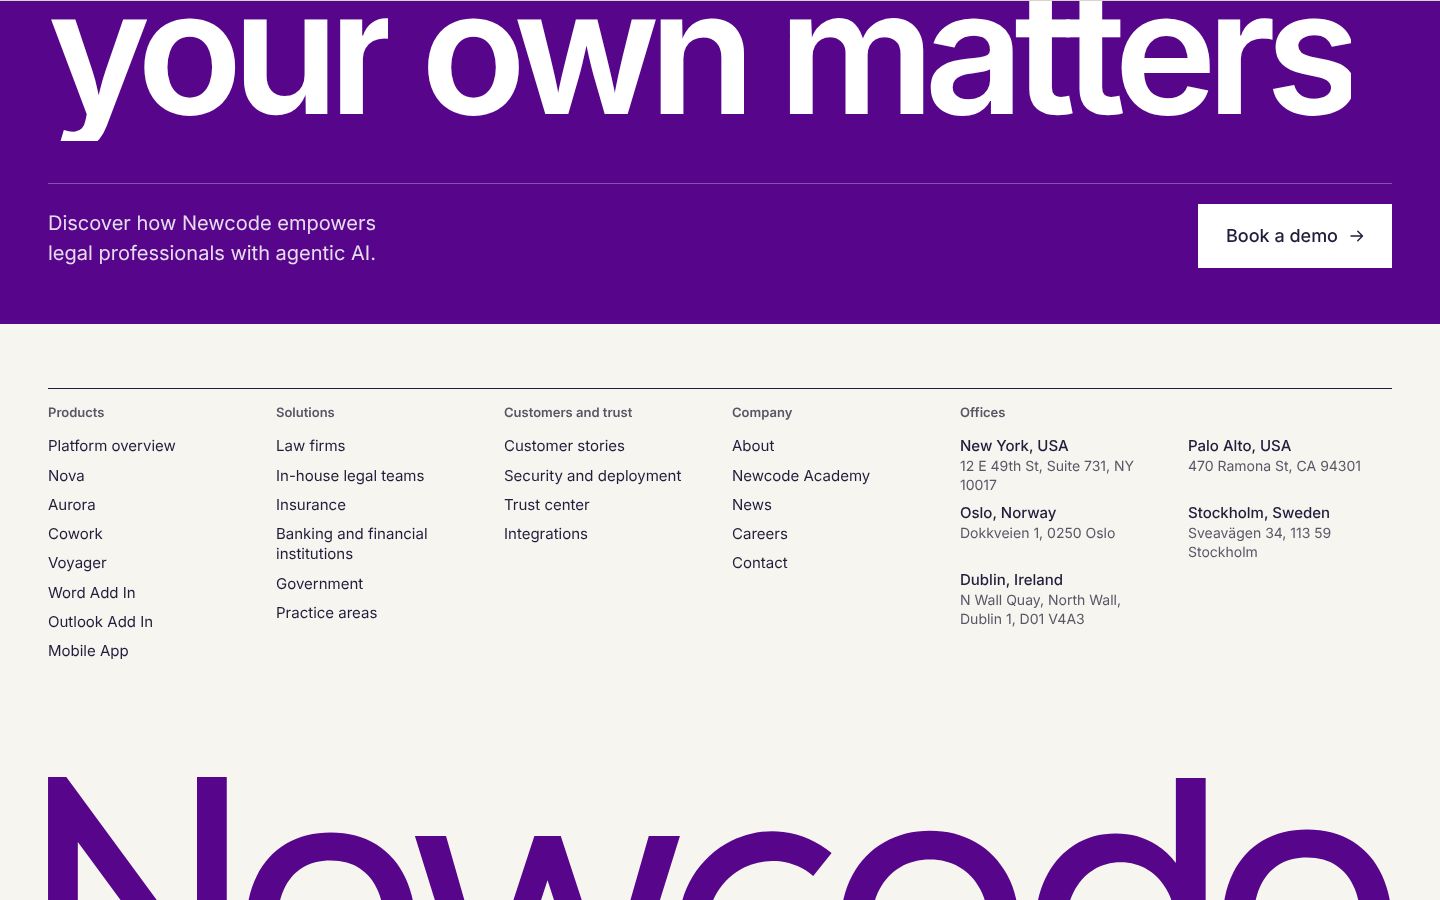 your own matters
Discover how Newcode empowers
legal professionals with agentic AI.
Book a demo →
Products
Platform overview
Nova
Aurora
Cowork
Voyager
Word Add In
Outlook Add In
Mobile App
Solutions
Law firms
In-house legal teams
Insurance
Banking and financial
institutions
Government
Practice areas
Customers and trust
Customer stories
Security and deployment
Trust center
Integrations
Company
About
Newcode Academy
News
Careers
Contact
Offices
New York, USA
12 E 49th St, Suite 731, NY
10017
Palo Alto, USA
470 Ramona St, CA 94301
Oslo, Norway
Dokkveien 1, 0250 Oslo
Stockholm, Sweden
Sveavägen 34, 113 59
Stockholm
Dublin, Ireland
N Wall Quay, North Wall,
Dublin 1, D01 V4A3
Newcode